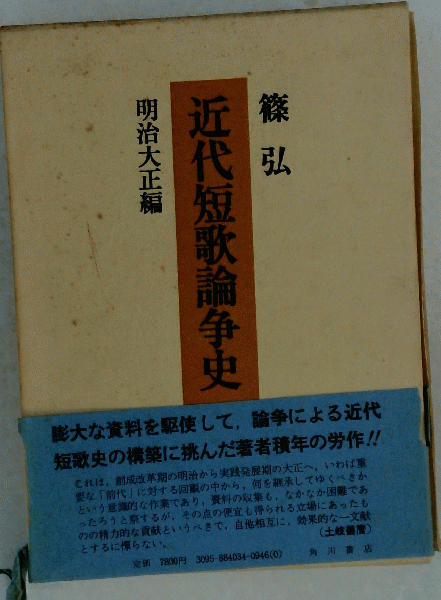 篠弘
近代短歌論争史
明治大正編
膨大な資料を駆使して，論争による近代
短歌史の構築に挑んだ著者積年の労作!!
これは，創成改革期の明治から実践発展期の大正へ，いわば重
要な「前代」に対する回顧の中から，何を継承してゆくべきか
という意識的な作業であり，資料の収集も，なかなか困難であ
ったろうと察するが，その点の便宜も得られる立場にあったも
のの精力的な貢献というべきで，自他相互に，効果的な一文献
とするに憚らない。
（土岐善麿）
定価 7800円 3095-884034-0946(0) 角川書店